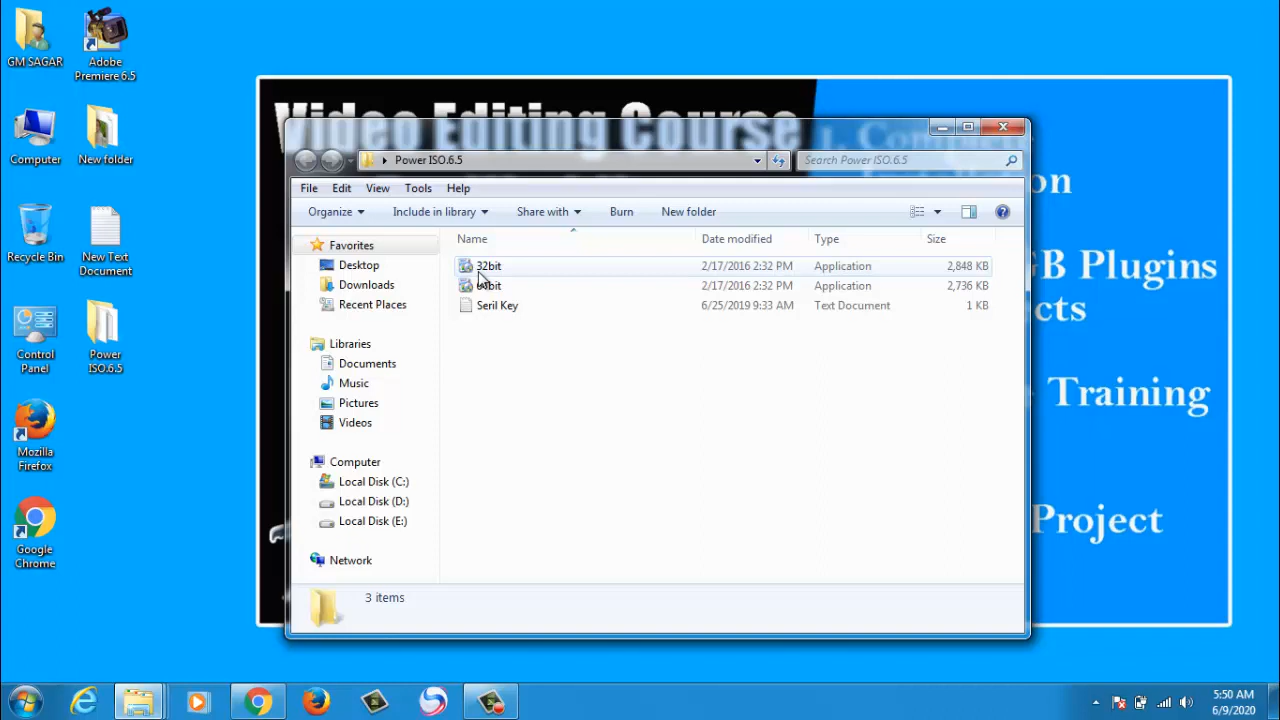 GM SAGAR
Adobe
Premiere 6.5
Computer
New folder
Recycle Bin
New Text
Document
Control
Panel
Power
ISO.6.5
Mozilla
Firefox
Google
Chrome
Video Editing Course
Power ISO.6.5
Search Power ISO.6.5
File Edit View Tools Help
Organize Include in library Share with Burn New folder
Name Date modified Type Size
32bit 2/17/2016 2:32 PM Application 2,848 KB
2/17/2016 2:32 PM Application 2,736 KB
Seril Key 6/25/2019 9:33 AM Text Document 1 KB
Favorites
Desktop
Downloads
Recent Places
Libraries
Documents
Music
Pictures
Videos
Computer
Local Disk (C:)
Local Disk (D:)
Local Disk (E:)
Network
3 items
Plugins
Training
Project
5:50 AM
6/9/2020